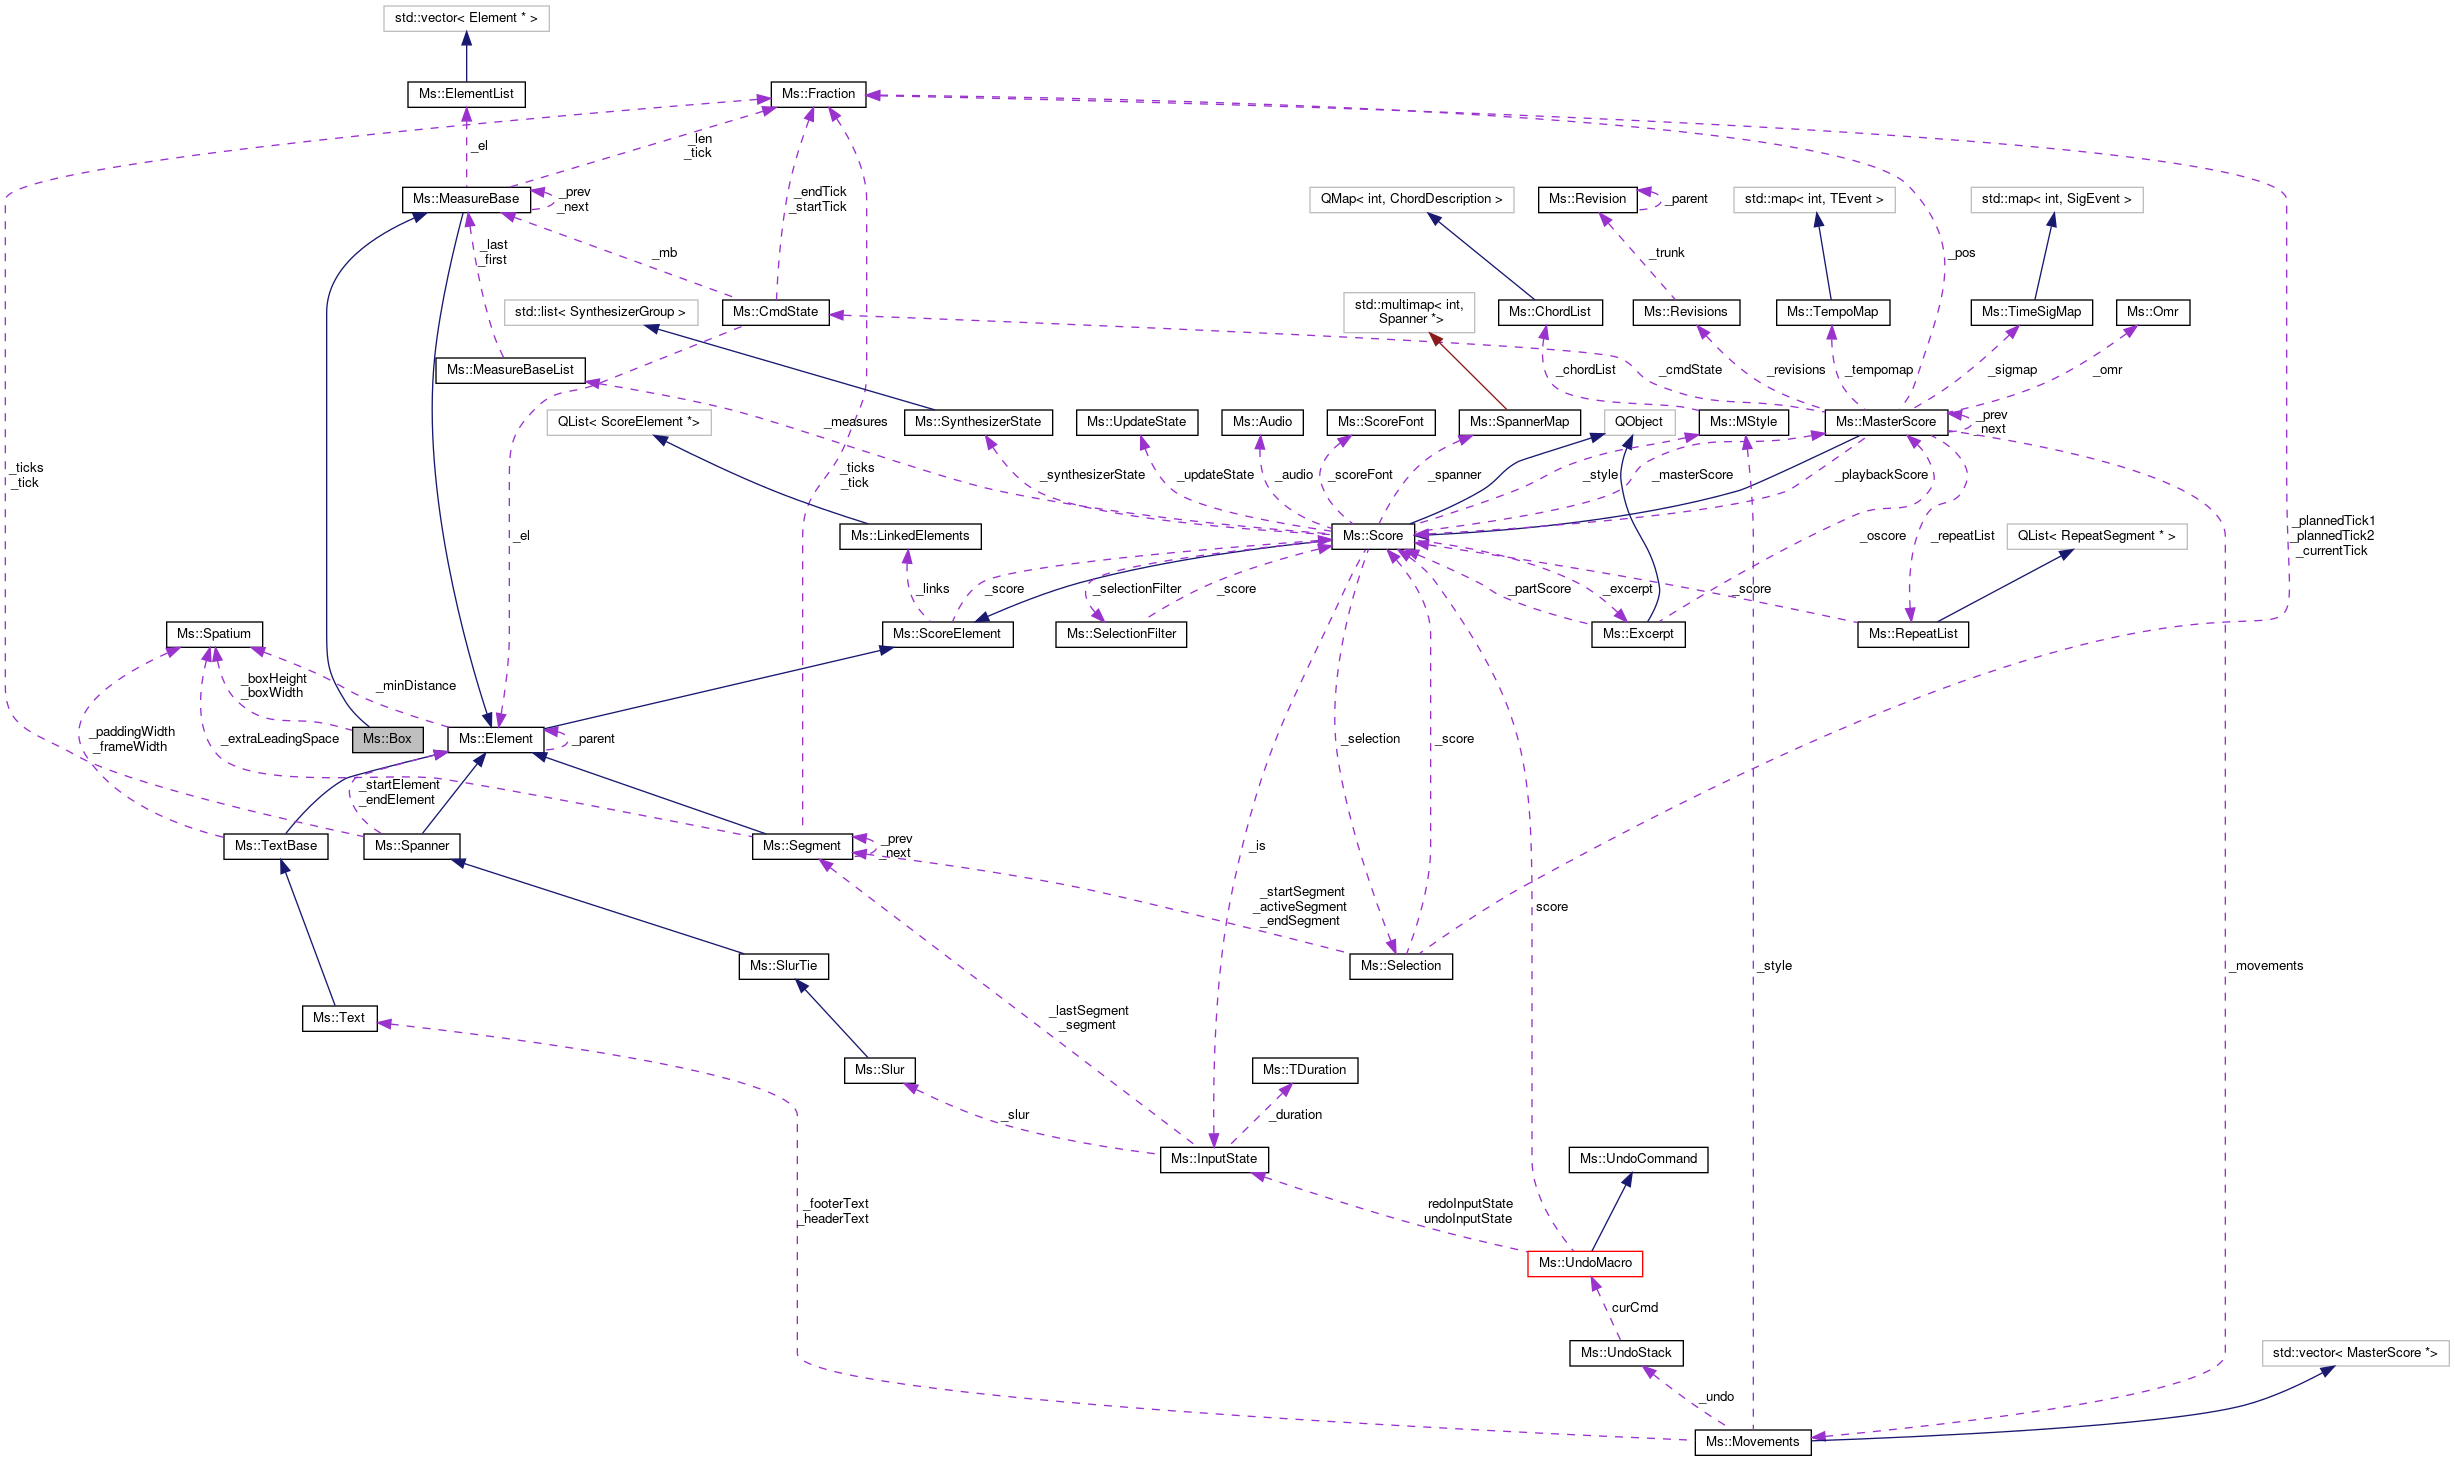 std::vector< Element * >
Ms::ElementList
Ms::Fraction
_el
_len
_tick
Ms::MeasureBase
_prev
_next
_endTick
_startTick
QMap< int, ChordDescription >
Ms::Revision
_parent
std::map< int, TEvent >
std::map< int, SigEvent >
_last
_first
_mb
_trunk
_pos
std::list< SynthesizerGroup >
Ms::CmdState
std::multimap< int,
Spanner *>
Ms::ChordList
Ms::Revisions
Ms::TempoMap
Ms::TimeSigMap
Ms::Omr
Ms::MeasureBaseList
_chordList
_cmdState
_revisions
_tempomap
_sigmap
_omr
QList< ScoreElement *>
_measures
Ms::SynthesizerState
Ms::UpdateState
Ms::Audio
Ms::ScoreFont
Ms::SpannerMap
QObject
Ms::MStyle
Ms::MasterScore
_prev
_next
_ticks
_tick
_ticks
_tick
_synthesizerState
_updateState
_audio
_scoreFont
_spanner
_style
_masterScore
_playbackScore
_el
Ms::LinkedElements
Ms::Score
_oscore
_repeatList
QList< RepeatSegment * >
_plannedTick1
_plannedTick2
_currentTick
_links
_score
_selectionFilter
_score
_partScore
_excerpt
_score
Ms::Spatium
Ms::ScoreElement
Ms::SelectionFilter
Ms::Excerpt
Ms::RepeatList
_boxHeight
_boxWidth
_minDistance
_paddingWidth
_frameWidth
_extraLeadingSpace
Ms::Box
Ms::Element
_parent
_selection
_score
_startElement
_endElement
Ms::TextBase
Ms::Spanner
Ms::Segment
_prev
_next
_is
_startSegment
_activeSegment
_endSegment
score
Ms::SlurTie
Ms::Selection
_style
_movements
Ms::Text
_lastSegment
_segment
Ms::Slur
Ms::TDuration
_slur
_duration
Ms::InputState
Ms::UndoCommand
_footerText
_headerText
redoInputState
undoInputState
Ms::UndoMacro
curCmd
Ms::UndoStack
std::vector< MasterScore *>
_undo
Ms::Movements